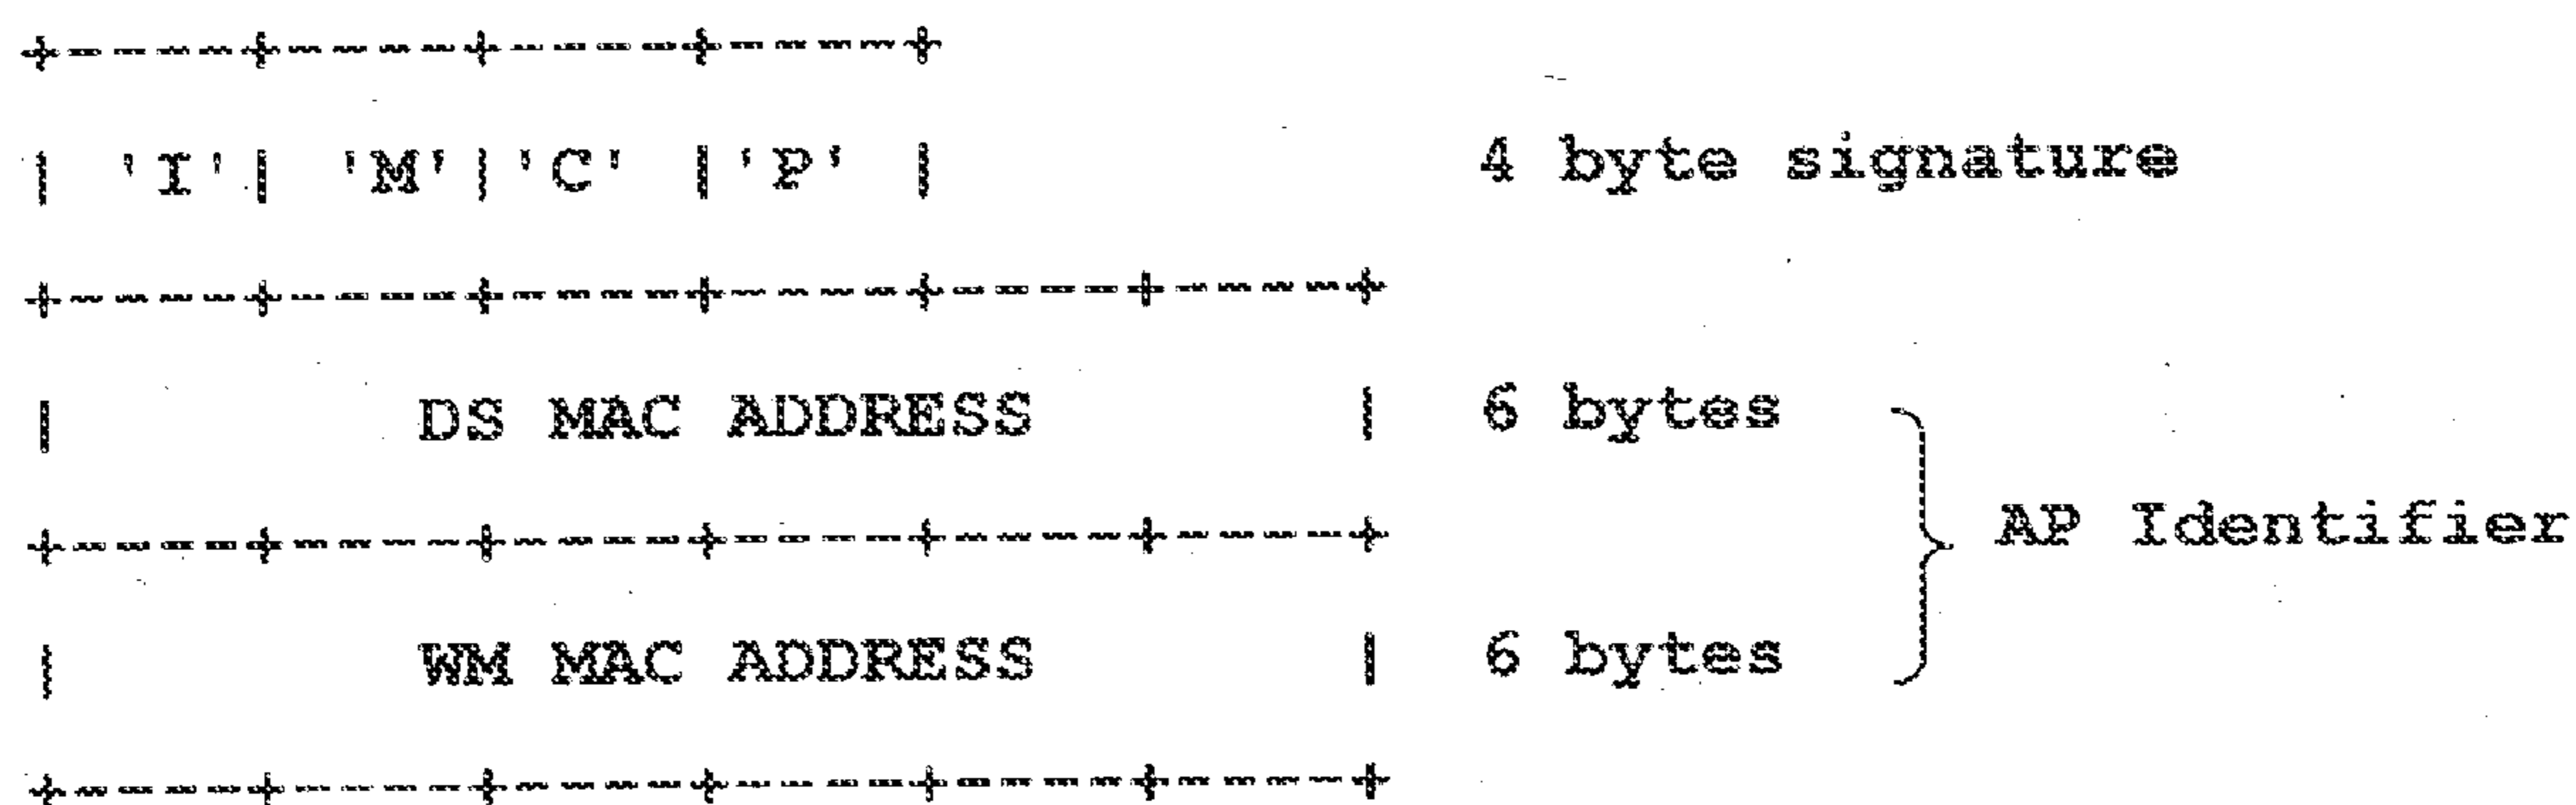 +----+----+----+----+
| 'I'| 'M'|'C' |'P' | 4 byte signature
+----+----+----+----+----+----+
| DS MAC ADDRESS | 6 bytes
+----+----+----+----+----+----+ AP Identifier
| WM MAC ADDRESS | 6 bytes
+----+----+----+----+----+----+